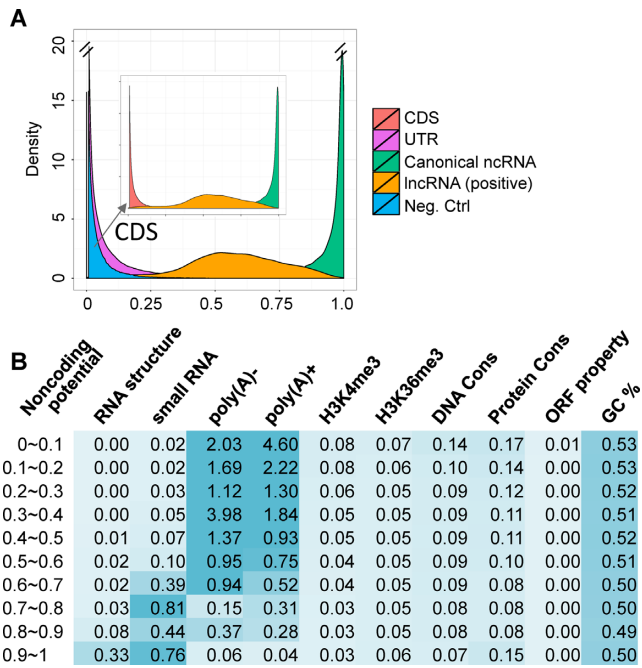 A
Density
20
15
10
5
0
0
0.25
0.5
0.75
1.0
CDS
CDS
UTR
Canonical ncRNA
lncRNA (positive)
Neg. Ctrl
B
Noncoding potential RNA structure small RNA poly(A)- poly(A)+ H3K4me3 H3K36me3 DNA Cons Protein Cons ORF property GC %
0~0.1 0.00 0.02 2.03 4.60 0.08 0.07 0.14 0.17 0.01 0.53
0.1~0.2 0.00 0.02 1.69 2.22 0.08 0.06 0.10 0.14 0.00 0.53
0.2~0.3 0.00 0.03 1.12 1.30 0.06 0.05 0.09 0.12 0.00 0.52
0.3~0.4 0.00 0.05 3.98 1.84 0.05 0.05 0.09 0.11 0.00 0.51
0.4~0.5 0.01 0.07 1.37 0.93 0.05 0.05 0.09 0.11 0.00 0.52
0.5~0.6 0.02 0.10 0.95 0.75 0.04 0.05 0.09 0.10 0.00 0.51
0.6~0.7 0.02 0.39 0.94 0.52 0.04 0.05 0.09 0.08 0.00 0.50
0.7~0.8 0.03 0.81 0.15 0.31 0.03 0.05 0.08 0.08 0.00 0.50
0.8~0.9 0.08 0.44 0.37 0.28 0.03 0.05 0.08 0.08 0.00 0.49
0.9~1 0.33 0.76 0.06 0.04 0.03 0.06 0.07 0.15 0.00 0.50